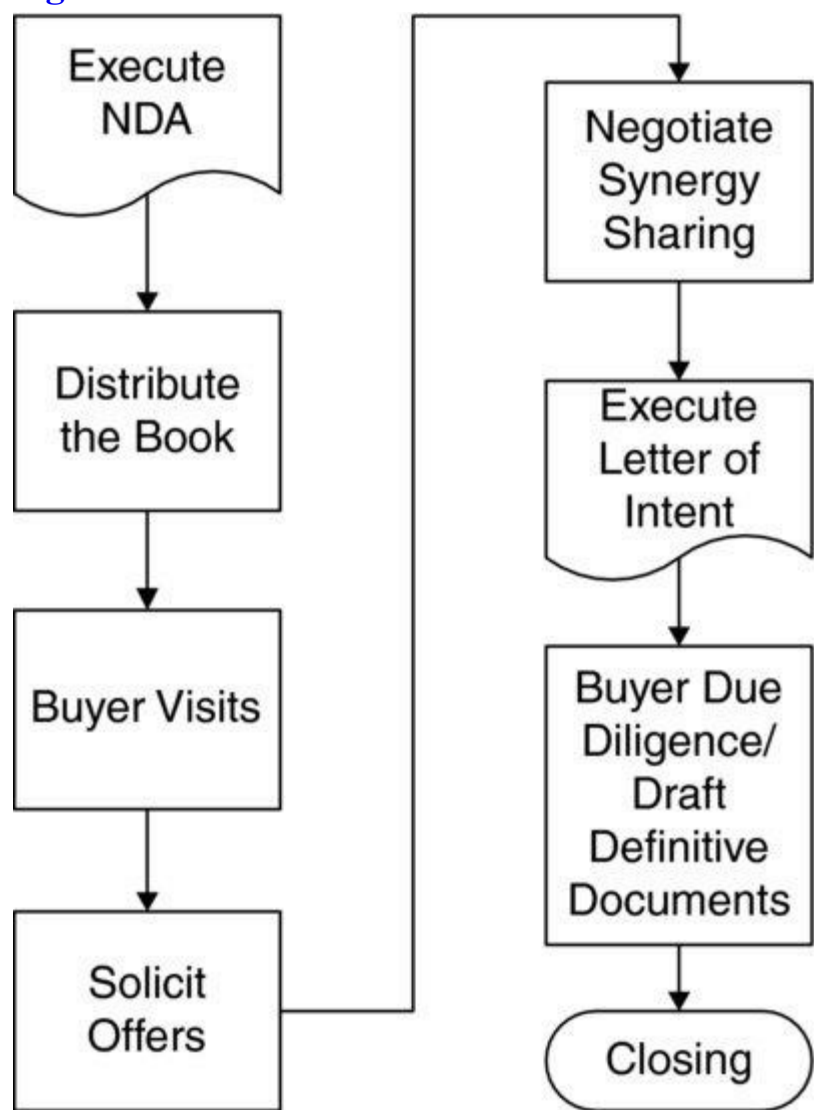 Execute
NDA
Distribute
the Book
Buyer Visits
Solicit
Offers
Negotiate
Synergy
Sharing
Execute
Letter of
Intent
Buyer Due
Diligence/
Draft
Definitive
Documents
Closing